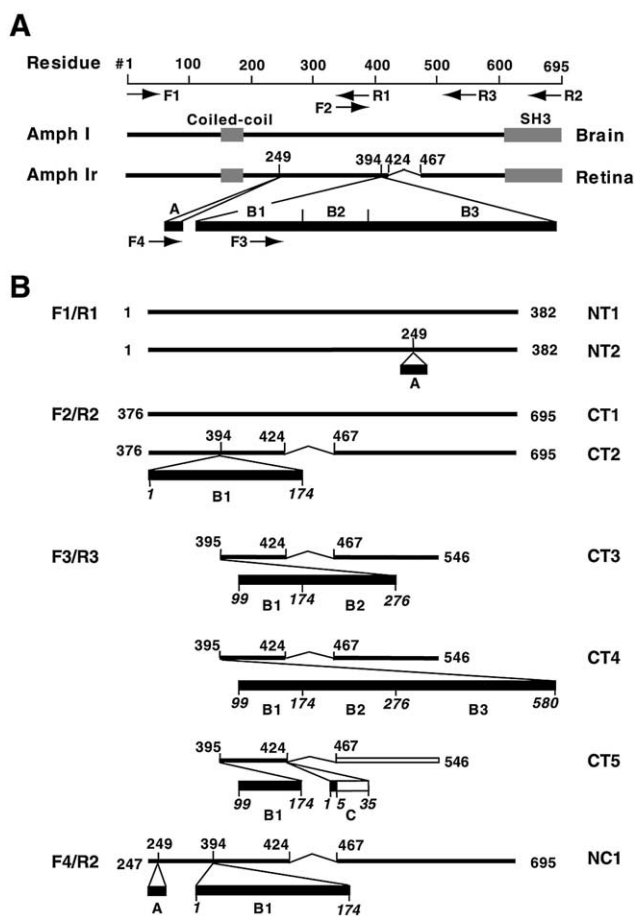 A
Residue #1 100 200 300 400 500 600 695
F1 R1 R3 R2
F2
Coiled-coil SH3
Amph I Brain
249 394 424 467
Amph Ir Retina
A B1 B2 B3
F4 F3
B
F1/R1 1 382 NT1
249
1 382 NT2
A
F2/R2 376 695 CT1
394 424 467
376 695 CT2
1 B1 174
395 424 467
F3/R3 546 CT3
99 B1 174 B2 276
395 424 467
546 CT4
99 B1 174 B2 276 B3 580
395 424 467
546 CT5
99 B1 174 1 5 C 35
249 394 424 467
F4/R2 247 695 NC1
A 1 B1 174